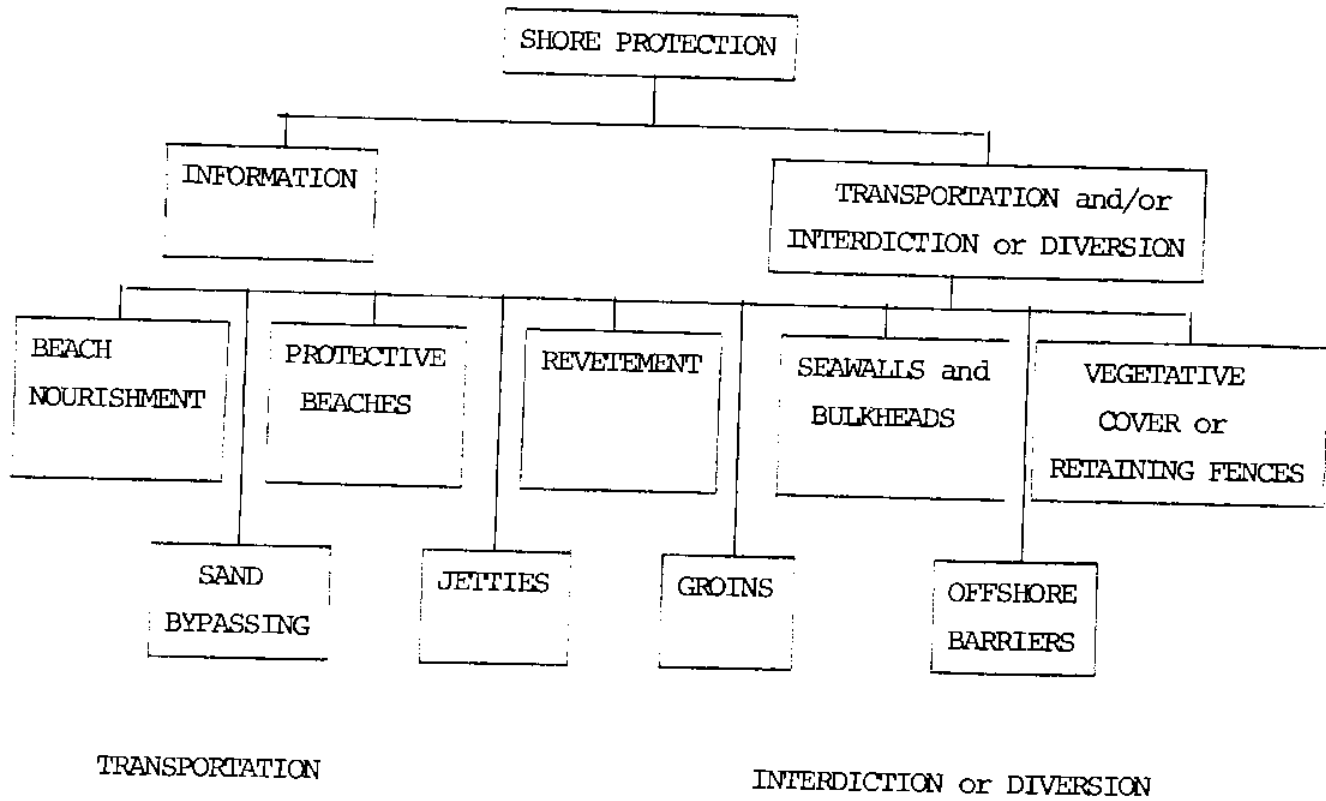 SHORE PROTECTION
INFORMATION
TRANSPORTATION and/or
INTERDICTION or DIVERSION
BEACH
NOURISHMENT
PROTECTIVE
BEACHES
REVETEMENT
SEAWALLS and
BULKHEADS
VEGETATIVE
COVER or
RETAINING FENCES
SAND
BYPASSING
JETTIES
GROINS
OFFSHORE
BARRIERS
TRANSPORTATION
INTERDICTION or DIVERSION